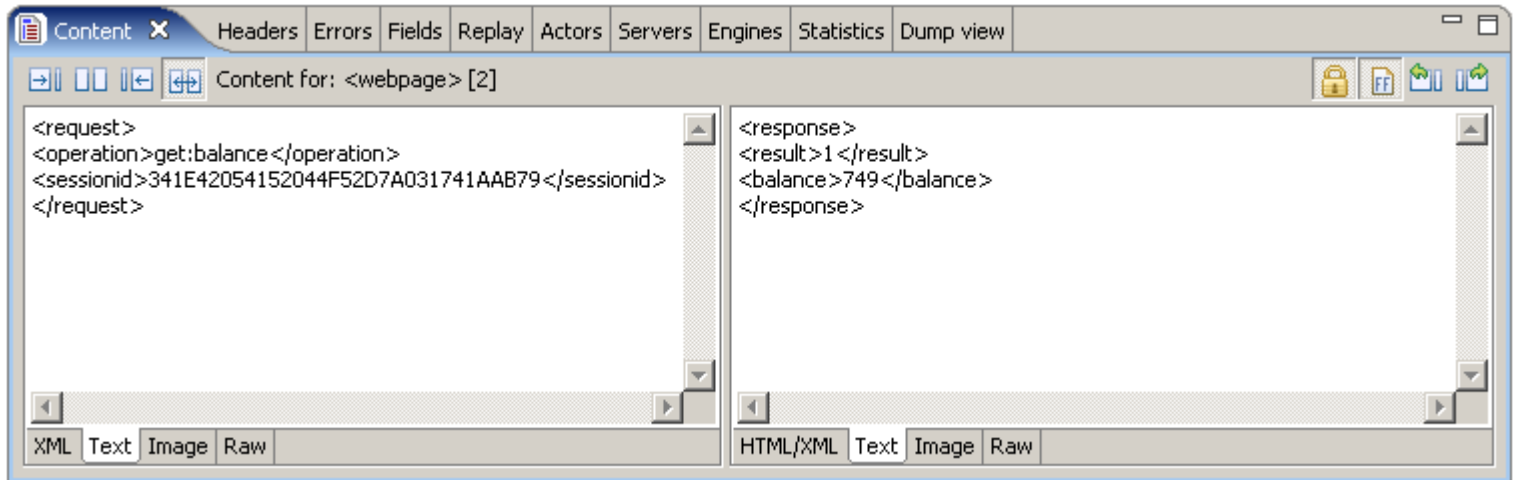 Content Headers Errors Fields Replay Actors Servers Engines Statistics Dump view
Content for: <webpage> [2]
FF
<request>
<operation>get:balance</operation>
<sessionid>341E42054152044F52D7A031741AAB79</sessionid>
</request>
<response>
<result>1</result>
<balance>749</balance>
</response>
XML Text Image Raw
HTML/XML Text Image Raw